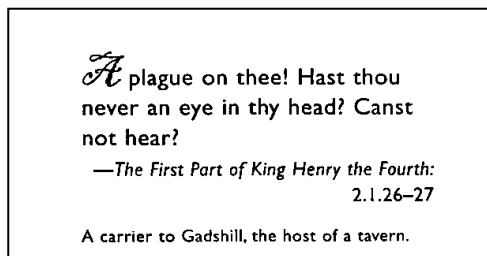 A plague on thee! Hast thou
never an eye in thy head? Canst
not hear?
—The First Part of King Henry the Fourth:
2.1.26–27
A carrier to Gadshill, the host of a tavern.